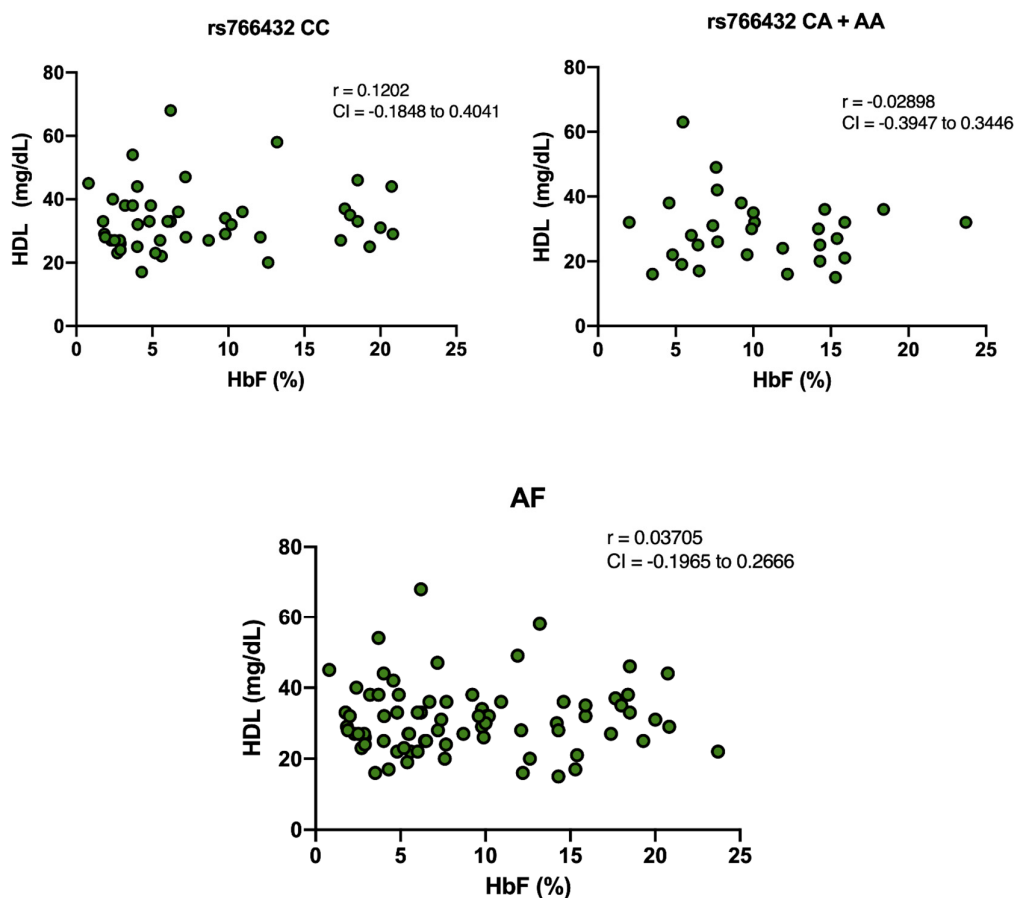 rs766432 CC
r = 0.1202
CI = -0.1848 to 0.4041
80
60
40
20
0
HDL (mg/dL)
0 5 10 15 20 25
HbF (%)
rs766432 CA + AA
r = -0.02898
CI = -0.3947 to 0.3446
80
60
40
20
0
HDL (mg/dL)
0 5 10 15 20 25
HbF (%)
AF
r = 0.03705
CI = -0.1965 to 0.2666
80
60
40
20
0
HDL (mg/dL)
0 5 10 15 20 25
HbF (%)